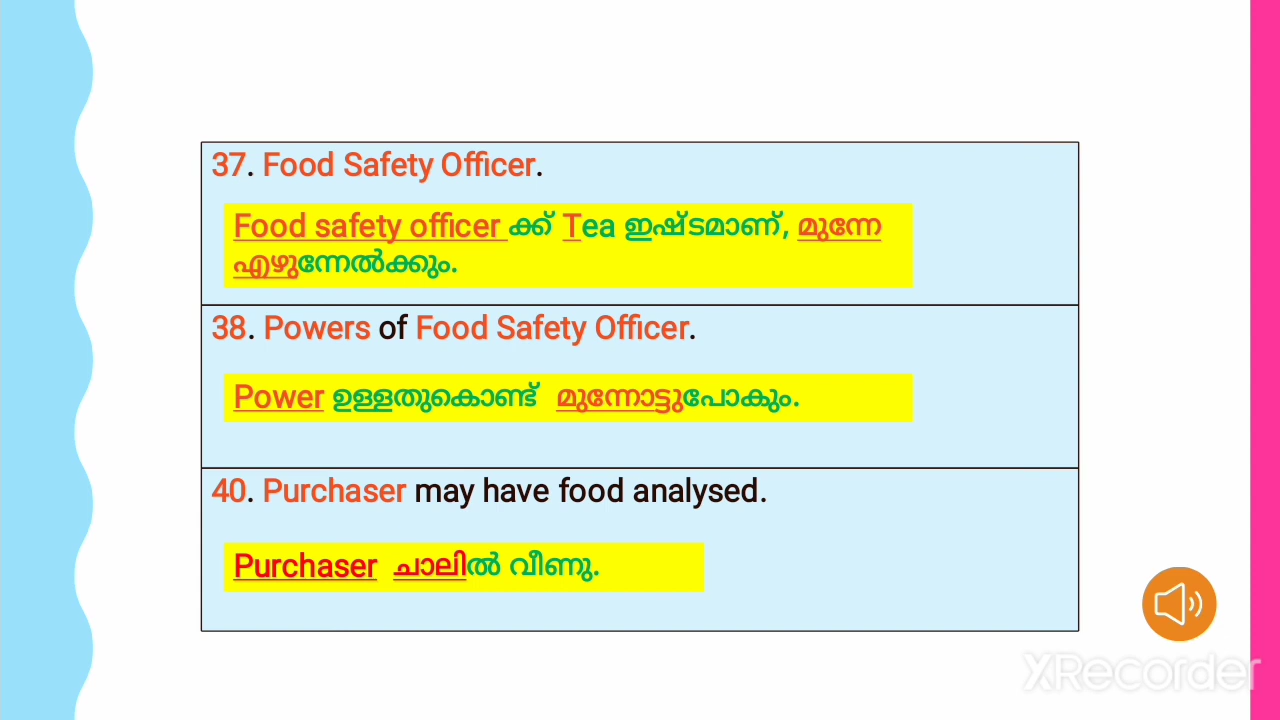 37. Food Safety Officer.
Food safety officer ക്ക് Tea ഇഷ്ടമാണ്, മുന്നേ
എഴുന്നേൽക്കും.
38. Powers of Food Safety Officer.
Power ഉള്ളതുകൊണ്ട് മുന്നോട്ടുപോകും.
40. Purchaser may have food analysed.
Purchaser ചാലിൽ വീണു.
XRecorder